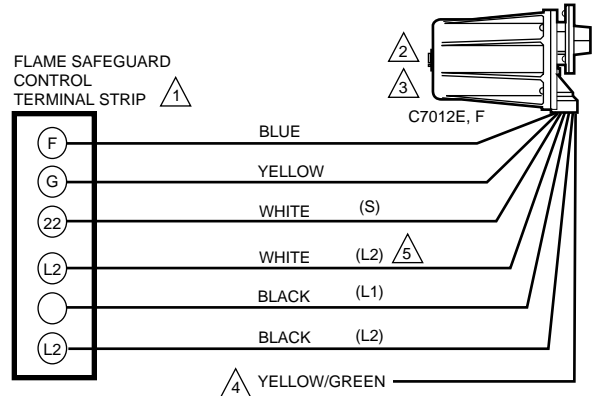 FLAME SAFEGUARD
CONTROL
TERMINAL STRIP 1
2
3
C7012E, F
F BLUE
G YELLOW
22 WHITE (S)
L2 WHITE (L2) 5
BLACK (L1)
L2 BLACK (L2)
4 YELLOW/GREEN